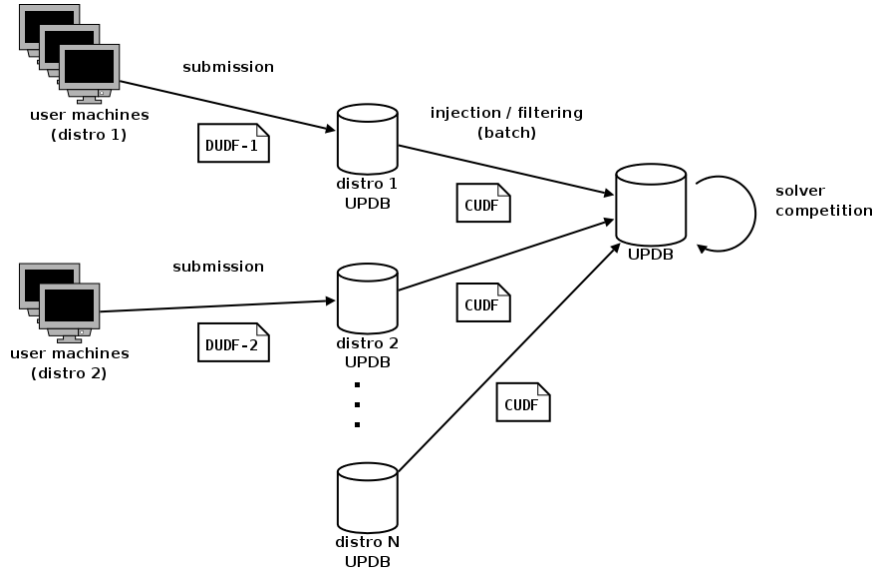 submission
user machines
(distro 1)
DUDF-1
distro 1
UPDB
injection / filtering
(batch)
CUDF
UPDB
solver
competition
submission
user machines
(distro 2)
DUDF-2
distro 2
UPDB
CUDF
CUDF
distro N
UPDB